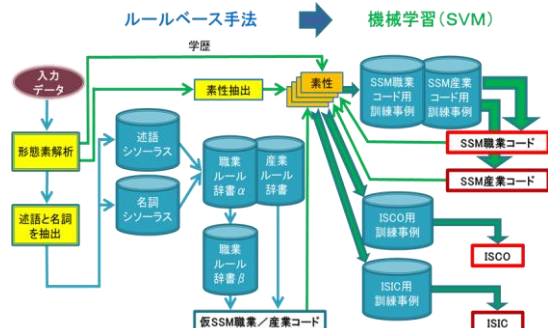 ルールベース手法
機械学習(SVM)
学歴
入力
データ
素性抽出
素性
SSM職業
コード用
訓練事例
SSM産業
コード用
訓練事例
形態素解析
述語
シソーラス
職業
ルール
辞書α
産業
ルール
辞書
SSM職業コード
SSM産業コード
述語と名詞
を抽出
名詞
シソーラス
ISCO用
訓練事例
ISCO
職業
ルール
辞書β
ISIC用
訓練事例
仮SSM職業/産業コード
ISIC